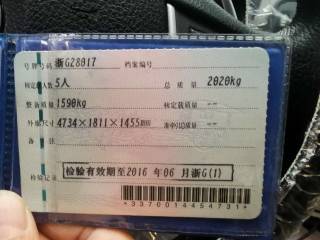 号牌号码 浙GZ8017 档案编号
核定载人数 5人 总质量 2020kg
整备质量 1590kg 核定载质量 --
外廓尺寸 4734×1811×1455mm 准牵引总质量 --
备注
检验记录 检验有效期至2016年06月浙G(1)
*3370014454731*